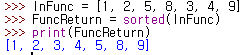 >>> InFunc = [1, 2, 5, 8, 3, 4, 9]
>>> FuncReturn = sorted(InFunc)
>>> print(FuncReturn)
[1, 2, 3, 4, 5, 8, 9]